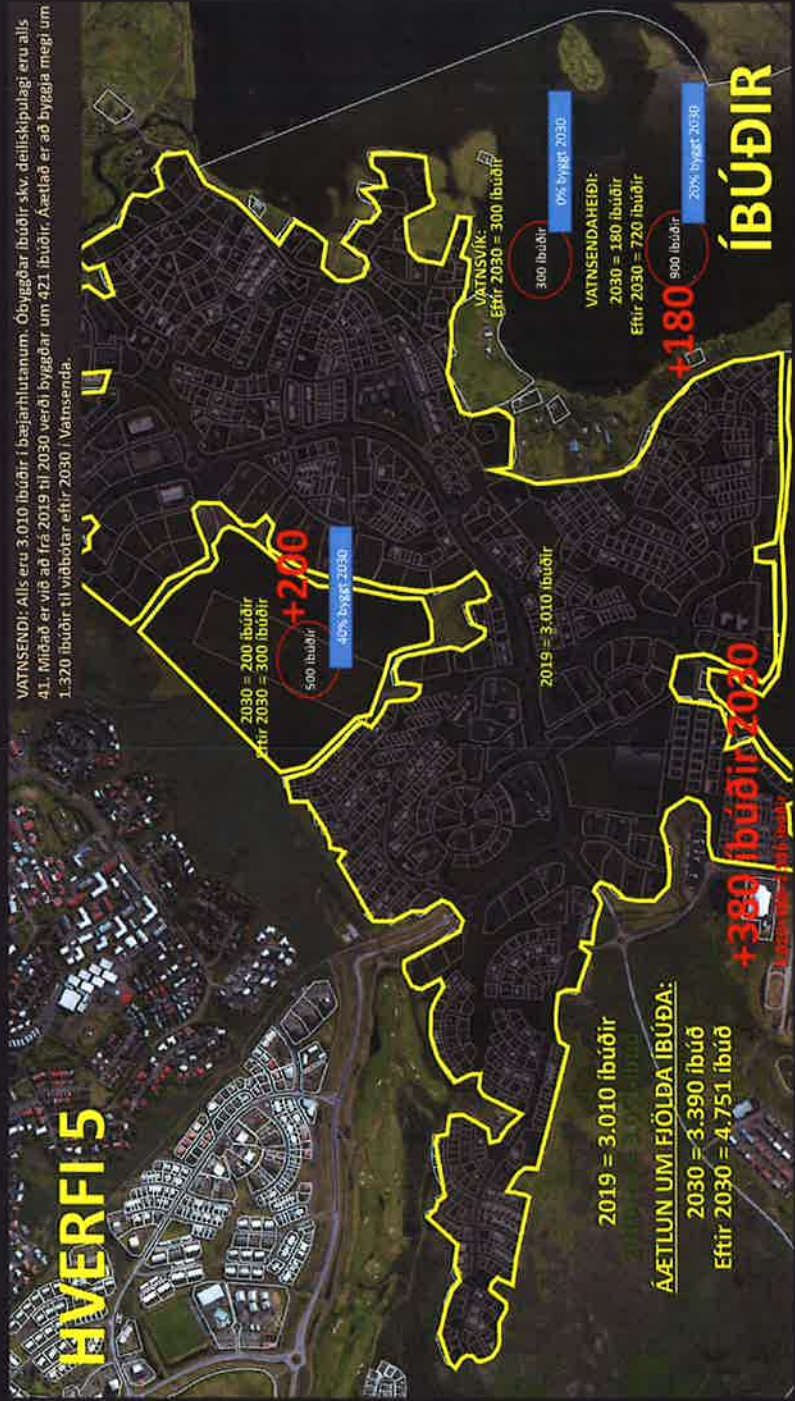 HVERFI 5
VATNSENDI: Alls eru 3.010 íbúðir í bæjarhlutanum. Óbyggðar íbúðir skv. deiliskipulagi eru alls
41. Miðað er við að frá 2019 til 2030 verði byggðar um 421 íbúðir. Áætlað er að byggja megi um
1.320 íbúðir til viðbótar eftir 2030 í Vatnsenda.
2030 = 200 íbúðir
Eftir 2030 = 300 íbúðir
500 íbúðir
+200
40% byggt 2030
2019 = 3.010 íbúðir
VATNSVÍK:
Eftir 2030 = 300 íbúðir
300 íbúðir
0% byggt 2030
VATNSENDAHEIÐI:
2030 = 180 íbúðir
Eftir 2030 = 720 íbúðir
900 íbúðir
+180
20% byggt 2030
ÍBÚÐIR
2019 = 3.010 íbúðir
ÁÆTLUN UM FJÖLDA ÍBÚÐA:
2030 = 3.390 íbúð
Eftir 2030 = 4.751 íbúð
+380 íbúðir 2030